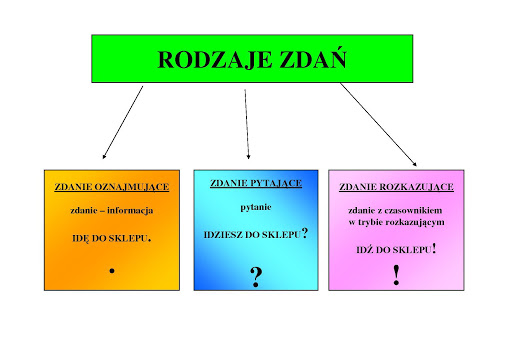 RODZAJE ZDAŃ
ZDANIE OZNAJMUJĄCE
zdanie – informacja
IDĘ DO SKLEPU.
.
ZDANIE PYTAJĄCE
pytanie
IDZIESZ DO SKLEPU?
?
ZDANIE ROZKAZUJĄCE
zdanie z czasownikiem
w trybie rozkazującym
IDŹ DO SKLEPU!
!